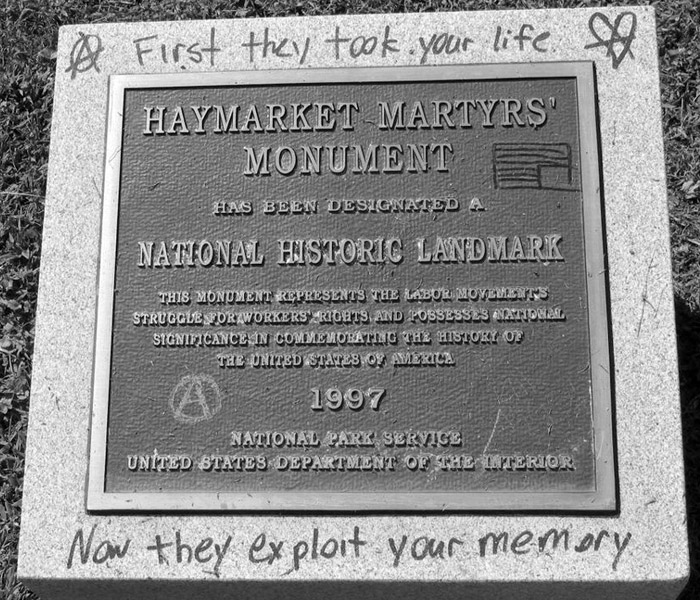 First they took your life
HAYMARKET MARTYRS'
MONUMENT
HAS BEEN DESIGNATED A
NATIONAL HISTORIC LANDMARK
THIS MONUMENT REPRESENTS THE LABOR MOVEMENT'S
STRUGGLE FOR WORKERS' RIGHTS AND POSSESSES NATIONAL
SIGNIFICANCE IN COMMEMORATING THE HISTORY OF
THE UNITED STATES OF AMERICA
1997
NATIONAL PARK SERVICE
UNITED STATES DEPARTMENT OF THE INTERIOR
Now they exploit your memory